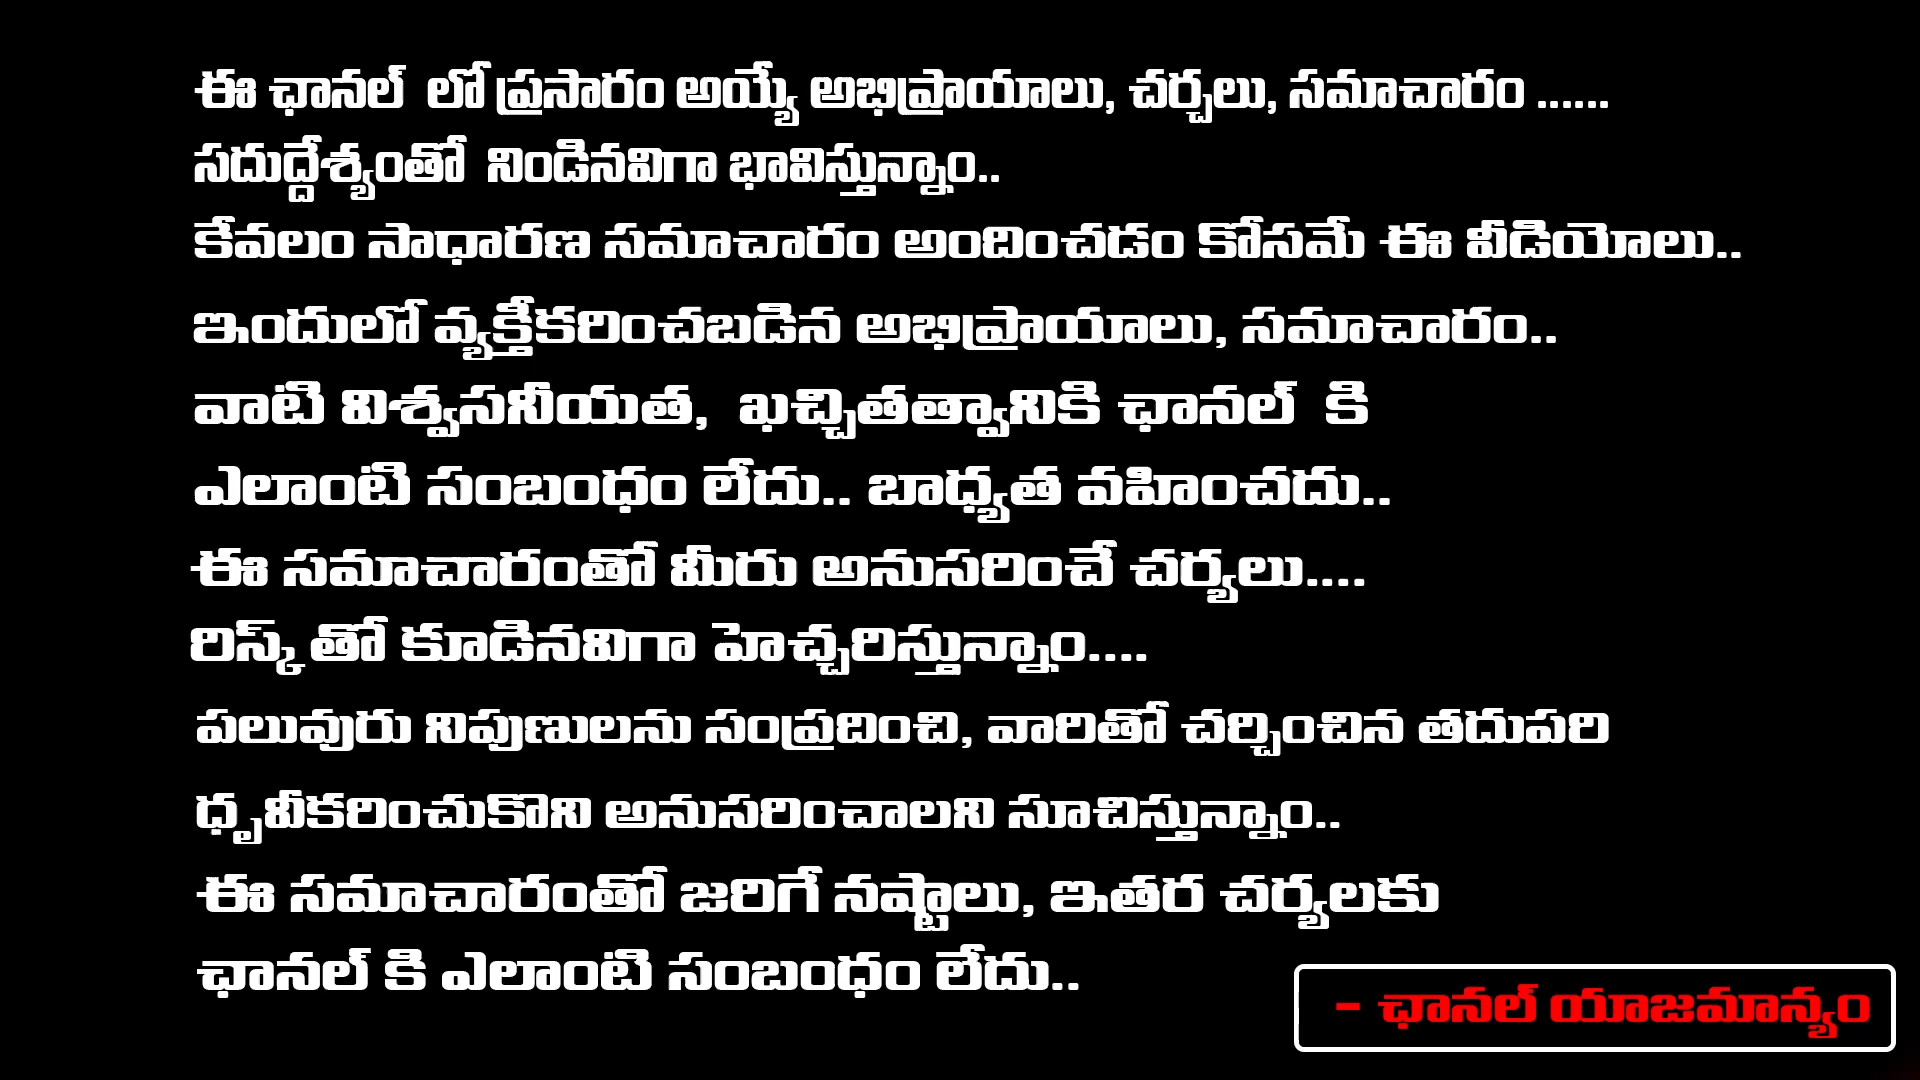 ఈ ఛానల్ లో ప్రసారం అయ్యే అభిప్రాయాలు, చర్చలు, సమాచారం ......
సదుద్దేశ్యంతో నిండినవిగా భావిస్తున్నాం..
కేవలం సాధారణ సమాచారం అందించడం కోసమే ఈ వీడియోలు..
ఇందులో వ్యక్తీకరించబడిన అభిప్రాయాలు, సమాచారం..
వాటి విశ్వసనీయత, ఖచ్చితత్వానికి ఛానల్ కి
ఎలాంటి సంబంధం లేదు.. బాధ్యత వహించదు..
ఈ సమాచారంతో మీరు అనుసరించే చర్యలు....
రిస్క్ తో కూడినవిగా హెచ్చరిస్తున్నాం....
పలువురు నిపుణులను సంప్రదించి, వారితో చర్చించిన తదుపరి
ధృవీకరించుకొని అనుసరించాలని సూచిస్తున్నాం..
ఈ సమాచారంతో జరిగే నష్టాలు, ఇతర చర్యలకు
ఛానల్ కి ఎలాంటి సంబంధం లేదు..
- ఛానల్ యాజమాన్యం